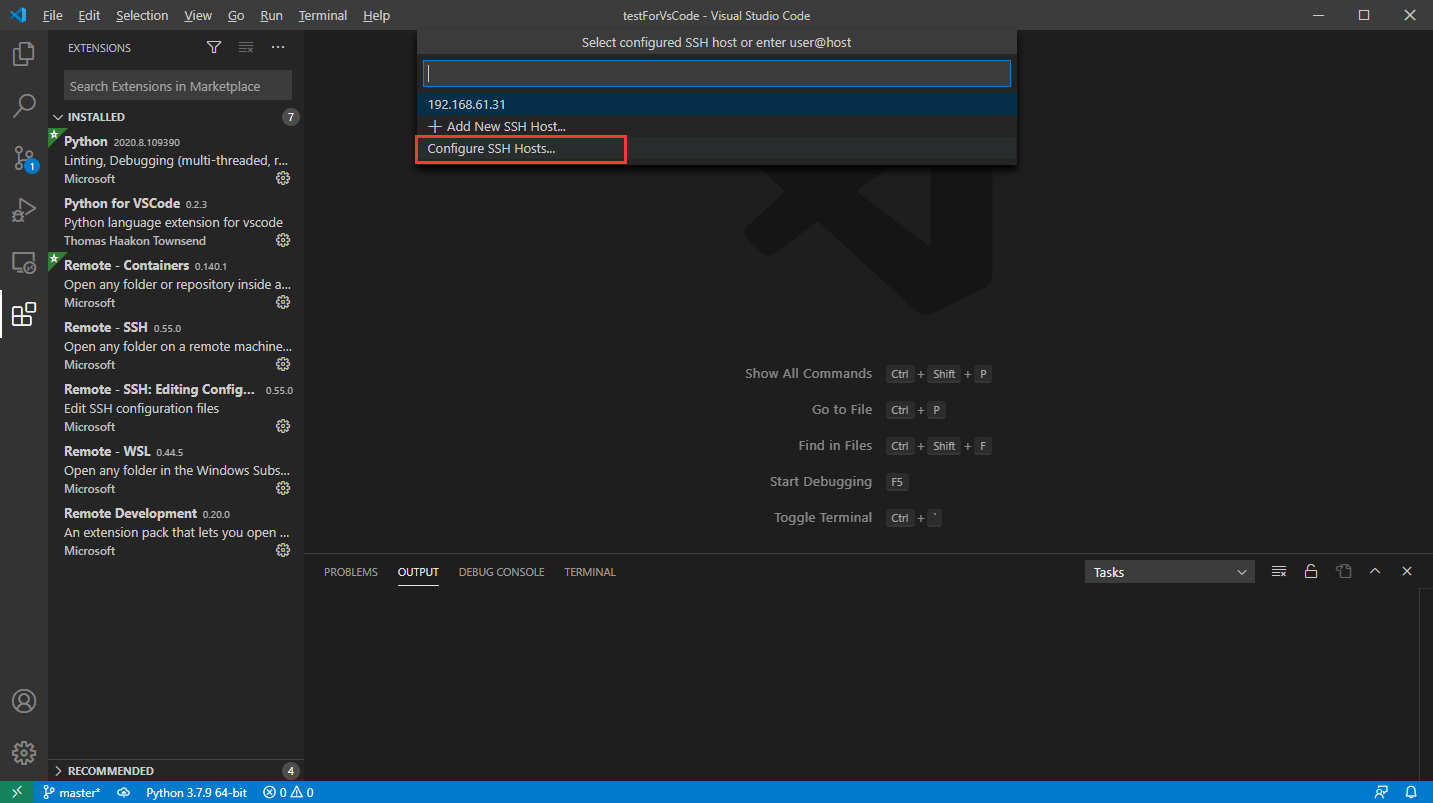 File Edit Selection View Go Run Terminal Help
testForVsCode - Visual Studio Code
Select configured SSH host or enter user@host
192.168.61.31
Add New SSH Host...
Configure SSH Hosts...
EXTENSIONS
Search Extensions in Marketplace
INSTALLED 7
Python 2020.8.109390
Linting, Debugging (multi-threaded, r...
Microsoft
Python for VSCode 0.2.3
Python language extension for vscode
Thomas Haakon Townsend
Remote - Containers 0.140.1
Open any folder or repository inside a...
Microsoft
Remote - SSH 0.55.0
Open any folder on a remote machine...
Microsoft
Remote - SSH: Editing Config... 0.55.0
Edit SSH configuration files
Microsoft
Remote - WSL 0.44.5
Open any folder in the Windows Subs...
Microsoft
Remote Development 0.20.0
An extension pack that lets you open ...
Microsoft
RECOMMENDED 4
1
Show All Commands Ctrl + Shift + P
Go to File Ctrl + P
Find in Files Ctrl + Shift + F
Start Debugging F5
Toggle Terminal Ctrl + `
PROBLEMS OUTPUT DEBUG CONSOLE TERMINAL
Tasks
master* Python 3.7.9 64-bit 0 0